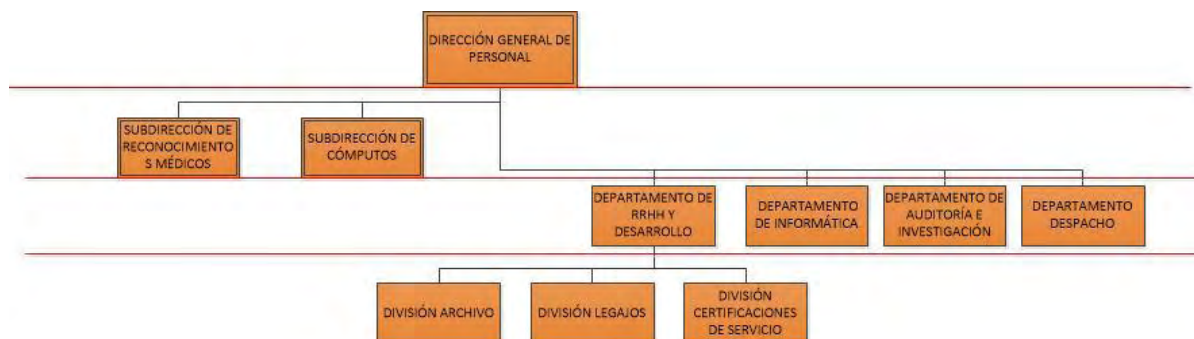 DIRECCIÓN GENERAL DE
PERSONAL
SUBDIRECCIÓN DE
RECONOCIMIENTO
S MÉDICOS
SUBDIRECCIÓN DE
CÓMPUTOS
DEPARTAMENTO DE
RRHH Y
DESARROLLO
DEPARTAMENTO
DE INFORMÁTICA
DEPARTAMENTO DE
AUDITORÍA E
INVESTIGACIÓN
DEPARTAMENTO
DESPACHO
DIVISIÓN ARCHIVO
DIVISIÓN LEGAJOS
DIVISIÓN
CERTIFICACIONES
DE SERVICIO